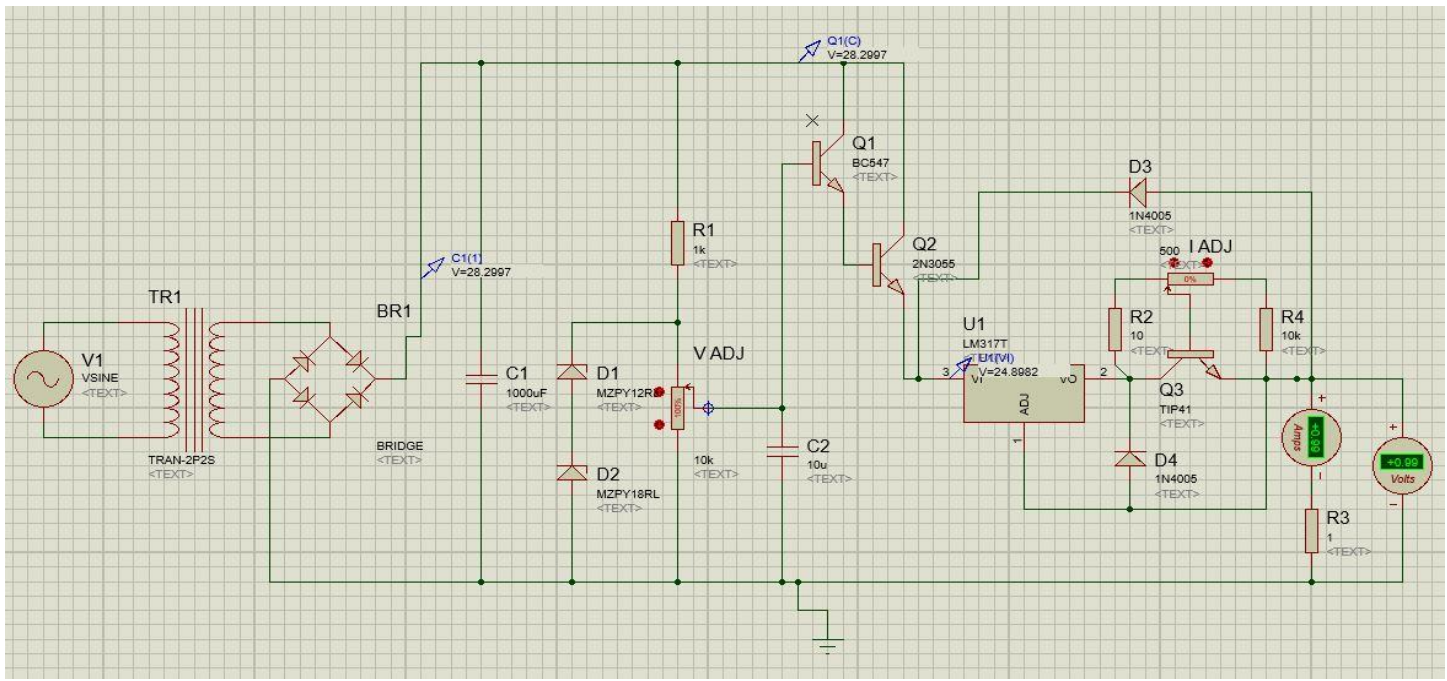 Q1(C)
V=28.2997
C1(1)
V=28.2997
TR1
TRAN-2P2S
<TEXT>
V1
VSINE
<TEXT>
BR1
BRIDGE
<TEXT>
C1
1000uF
<TEXT>
R1
1k
<TEXT>
D1
<TEXT>
D2
MZPY18RL
<TEXT>
V ADJ
100%
10k
<TEXT>
C2
10u
<TEXT>
Q1
BC547
<TEXT>
Q2
2N3055
<TEXT>
U1
LM317T
U1(VI)
V=24.8982
3
2
VO
ADJ
1
D3
1N4005
<TEXT>
I ADJ
500
<TEXT>
0%
R2
10
<TEXT>
R4
10k
<TEXT>
Q3
TIP41
<TEXT>
D4
1N4005
<TEXT>
+
+0.99
Amps
-
+
+0.99
Volts
-
R3
1
<TEXT>